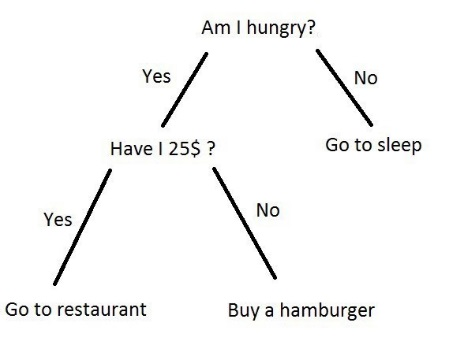 Am I hungry?
Yes
No
Have I 25$ ?
Go to sleep
Yes
No
Go to restaurant
Buy a hamburger